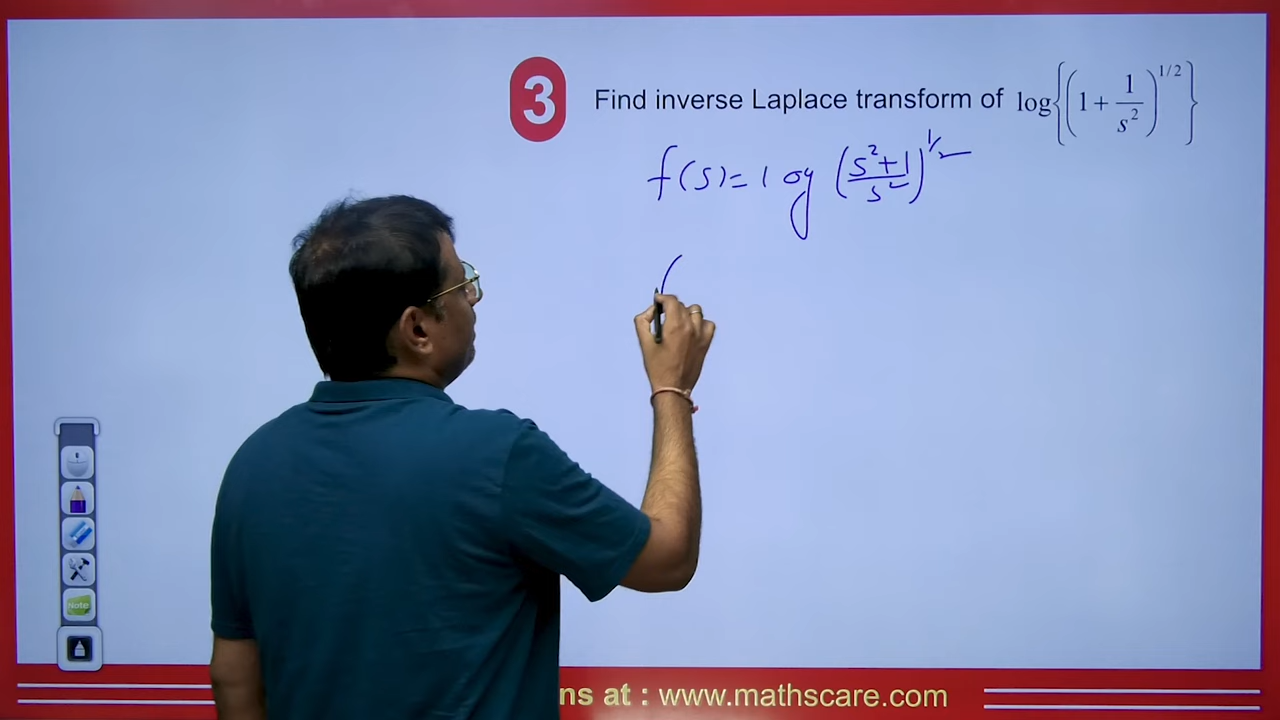 3 Find inverse Laplace transform of log{(1+1/s²)^1/2}
f(s)=log (s²+1/s²)^1/2
Note
ns at : www.mathscare.com